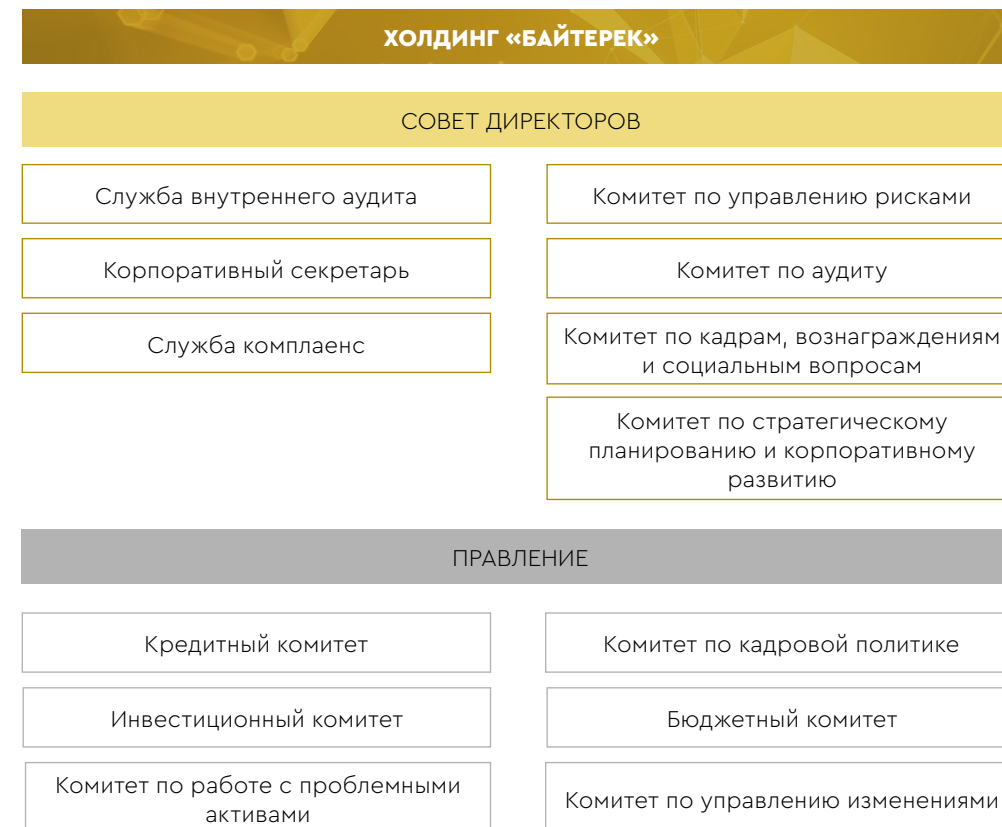 ХОЛДИНГ «БАЙТЕРЕК»
СОВЕТ ДИРЕКТОРОВ
Служба внутреннего аудита
Комитет по управлению рисками
Корпоративный секретарь
Комитет по аудиту
Служба комплаенс
Комитет по кадрам, вознаграждениям
и социальным вопросам
Комитет по стратегическому
планированию и корпоративному
развитию
ПРАВЛЕНИЕ
Кредитный комитет
Комитет по кадровой политике
Инвестиционный комитет
Бюджетный комитет
Комитет по работе с проблемными
активами
Комитет по управлению изменениями